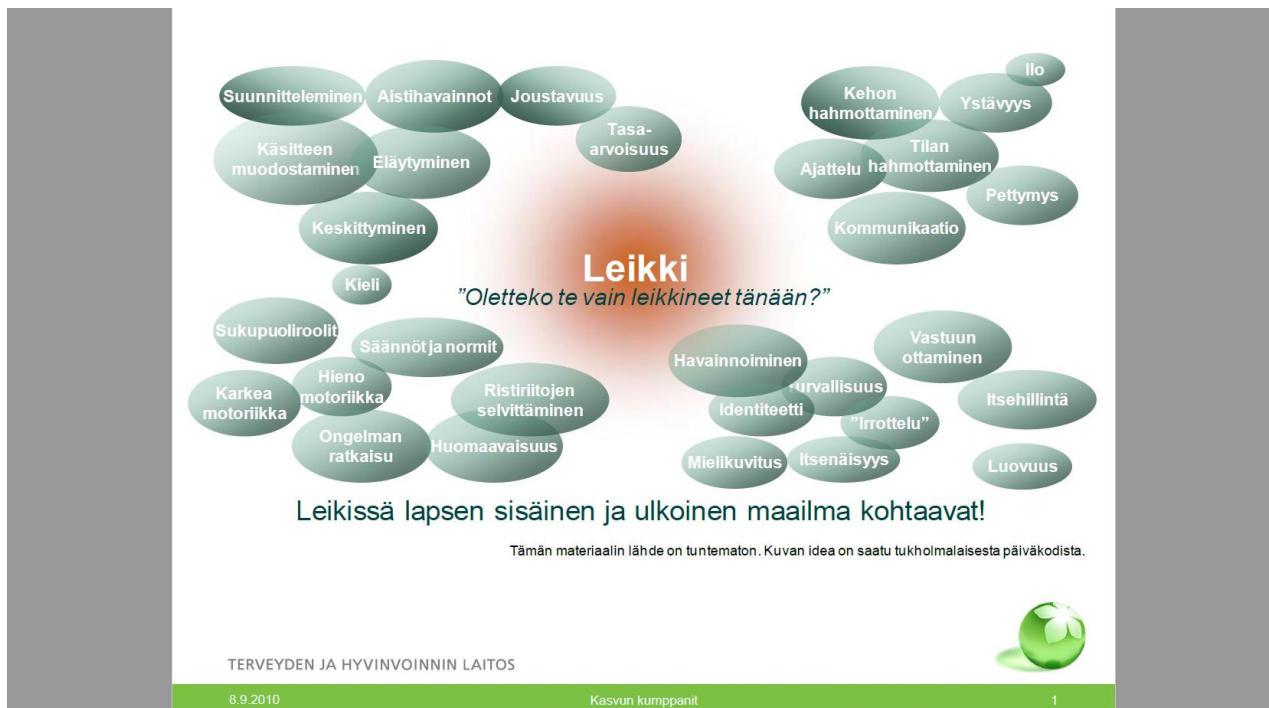 Suunnitteleminen
Aistihavainnot
Joustavuus
Tasa-
arvoisuus
Käsitteen
muodostaminen
Eläytyminen
Keskittyminen
Kieli
Ilo
Kehon
hahmottaminen
Ystävyys
Tilan
hahmottaminen
Ajattelu
Pettymys
Kommunikaatio
Leikki
"Oletteko te vain leikkineet tänään?"
Sukupuoliroolit
Säännöt ja normit
Hieno
motoriikka
Karkea
motoriikka
Ristiriitojen
selvittäminen
Ongelman
ratkaisu
Huomaavaisuus
Havainnoiminen
Vastuun
ottaminen
Turvallisuus
Identiteetti
Itsehillintä
"Irrottelu"
Mielikuvitus
Itsenäisyys
Luovuus
Leikissä lapsen sisäinen ja ulkoinen maailma kohtaavat!
Tämän materiaalin lähde on tuntematon. Kuvan idea on saatu tukholmalaisesta päiväkodista.
TERVEYDEN JA HYVINVOINNIN LAITOS
8.9.2010
Kasvun kumppanit
1